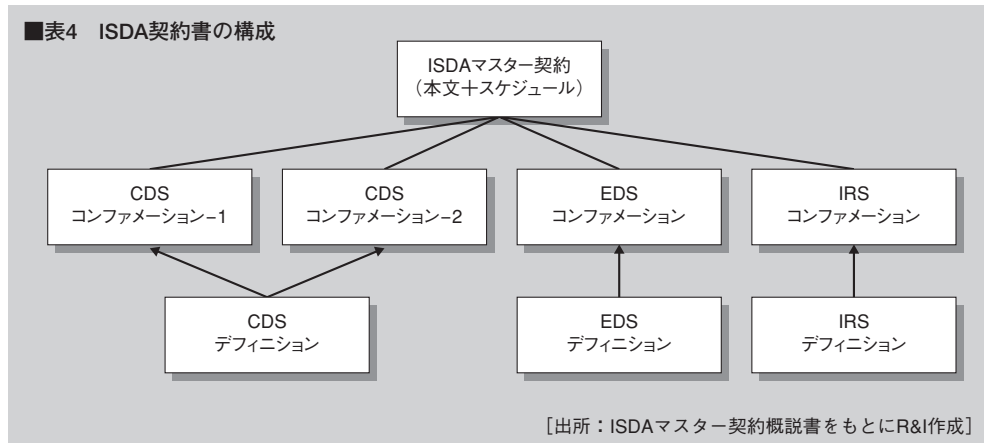 ■表4　ISDA契約書の構成
ISDAマスター契約
（本文＋スケジュール）
CDS
コンファメーション−1
CDS
コンファメーション−2
EDS
コンファメーション
IRS
コンファメーション
CDS
デフィニション
EDS
デフィニション
IRS
デフィニション
［出所：ISDAマスター契約概説書をもとにR&I作成］